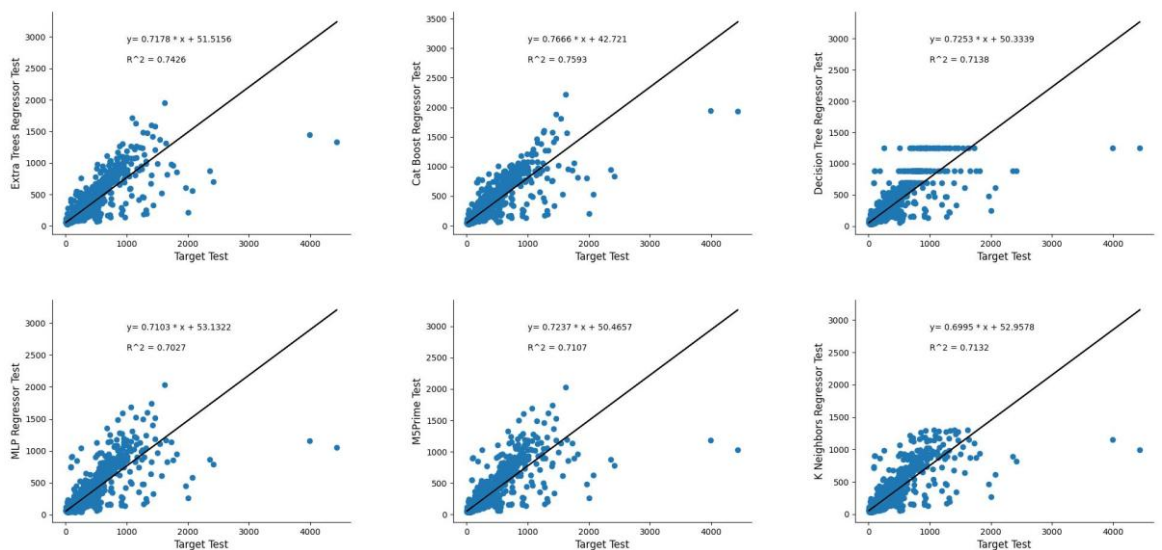 Extra Trees Regressor Test
3000
2500
2000
1500
1000
500
0
y= 0.7178 * x + 51.5156
R^2 = 0.7426
0 1000 2000 3000 4000
Target Test
Cat Boost Regressor Test
3500
3000
2500
2000
1500
1000
500
0
y= 0.7666 * x + 42.721
R^2 = 0.7593
0 1000 2000 3000 4000
Target Test
Decision Tree Regressor Test
3000
2500
2000
1500
1000
500
0
y= 0.7253 * x + 50.3339
R^2 = 0.7138
0 1000 2000 3000 4000
Target Test
MLP Regressor Test
3000
2500
2000
1500
1000
500
0
y= 0.7103 * x + 53.1322
R^2 = 0.7027
0 1000 2000 3000 4000
Target Test
M5Prime Test
3000
2500
2000
1500
1000
500
0
y= 0.7237 * x + 50.4657
R^2 = 0.7107
0 1000 2000 3000 4000
Target Test
K Neighbors Regressor Test
3000
2500
2000
1500
1000
500
0
y= 0.6995 * x + 52.9578
R^2 = 0.7132
0 1000 2000 3000 4000
Target Test